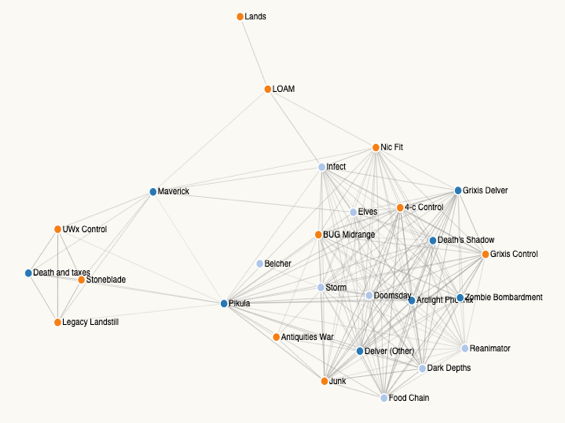 Lands
LOAM
Nic Fit
Infect
Maverick
Grixis Delver
4-c Control
Elves
UWx Control
BUG Midrange
Death's Shadow
Grixis Control
Belcher
Death and taxes
Stoneblade
Storm
Doomsday
Arclight Phoenix
Zombie Bombardment
Pikula
Legacy Landstill
Antiquities War
Reanimator
Delver (Other)
Dark Depths
Junk
Food Chain